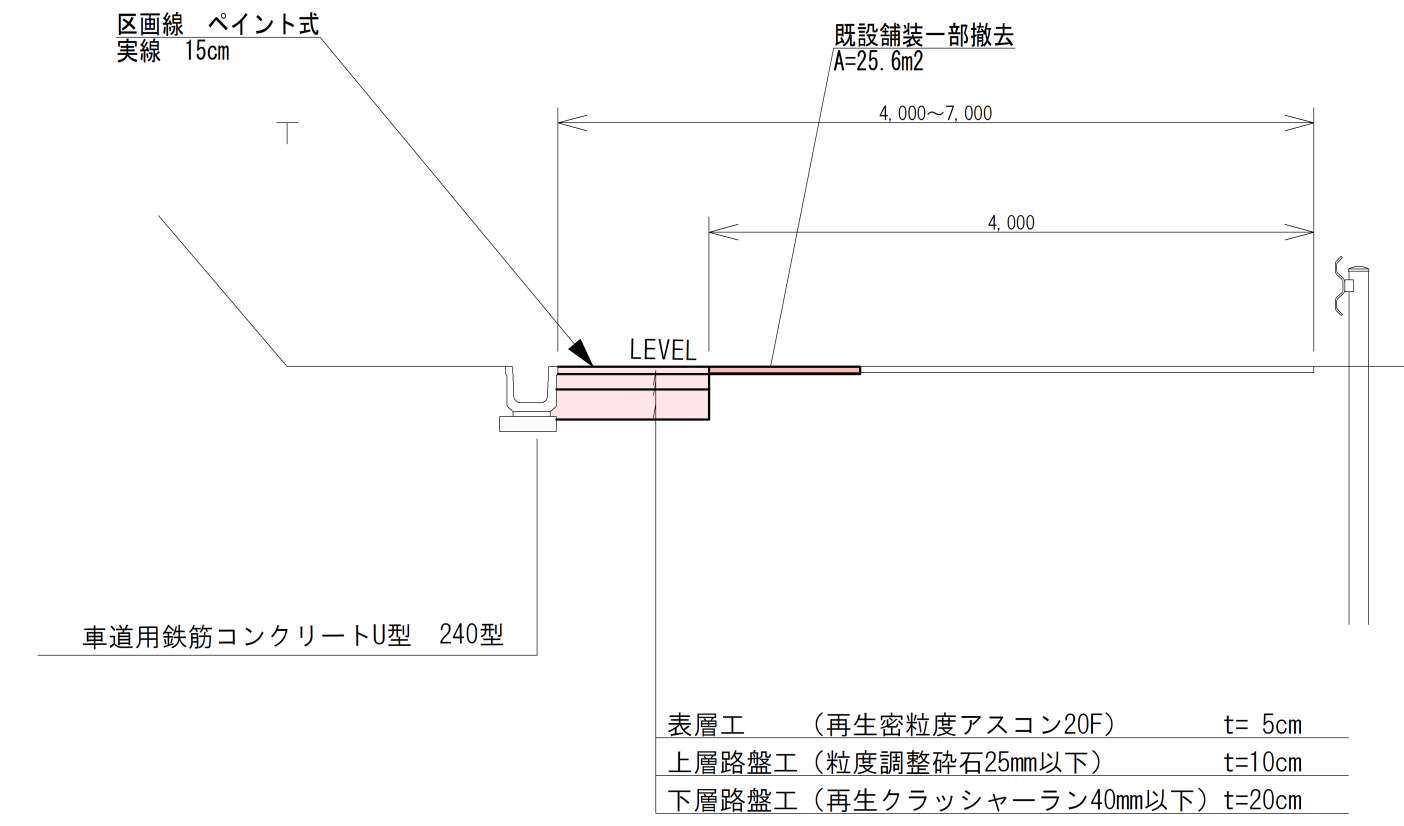 区画線　ペイント式
実線　15cm
既設舗装一部撤去
A=25.6m2
4,000～7,000
4,000
LEVEL
車道用鉄筋コンクリートU型　240型
表層工　　（再生密粒度アスコン20F）　　　　t= 5cm
上層路盤工（粒度調整砕石25mm以下）　　　　t=10cm
下層路盤工（再生クラッシャーラン40mm以下）t=20cm